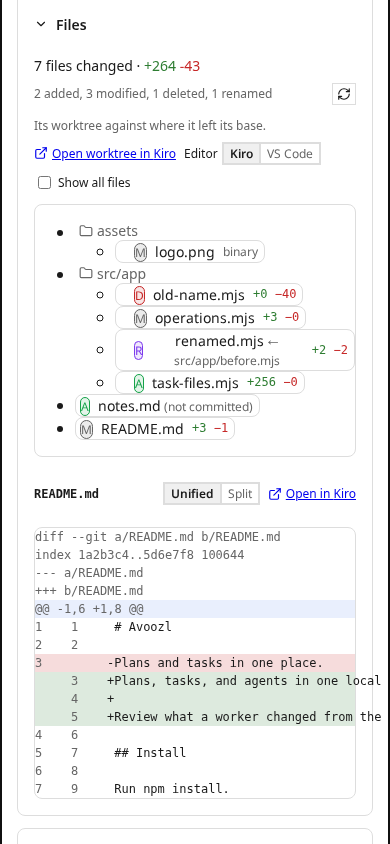 Files
7 files changed · +264 -43
2 added, 3 modified, 1 deleted, 1 renamed
Its worktree against where it left its base.
Open worktree in Kiro Editor Kiro VS Code
Show all files
assets
M logo.png binary
src/app
D old-name.mjs +0 −40
M operations.mjs +3 −0
R renamed.mjs ← +2 −2
src/app/before.mjs
A task-files.mjs +256 −0
A notes.md (not committed)
M README.md +3 −1
README.md Unified Split Open in Kiro
diff --git a/README.md b/README.md
index 1a2b3c4..5d6e7f8 100644
--- a/README.md
+++ b/README.md
@@ -1,6 +1,8 @@
1 1 # Avoozl
2 2
3 -Plans and tasks in one place.
3 +Plans, tasks, and agents in one local
4 +
5 +Review what a worker changed from the
4 6
5 7 ## Install
6 8
7 9 Run npm install.